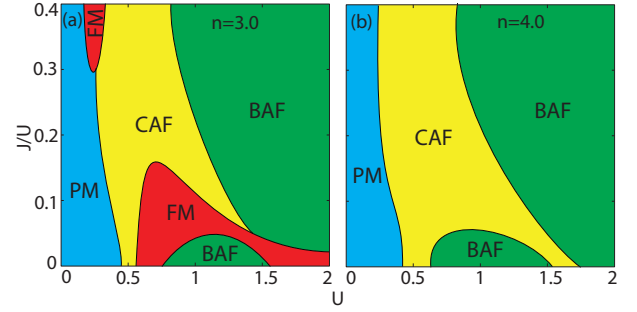 (a)
n=3.0
(b)
n=4.0
0.4
0.3
0.2
0.1
0
J/U
FM
CAF
BAF
PM
FM
BAF
CAF
BAF
PM
BAF
0 0.5 1 1.5 2
0 0.5 1 1.5 2
U